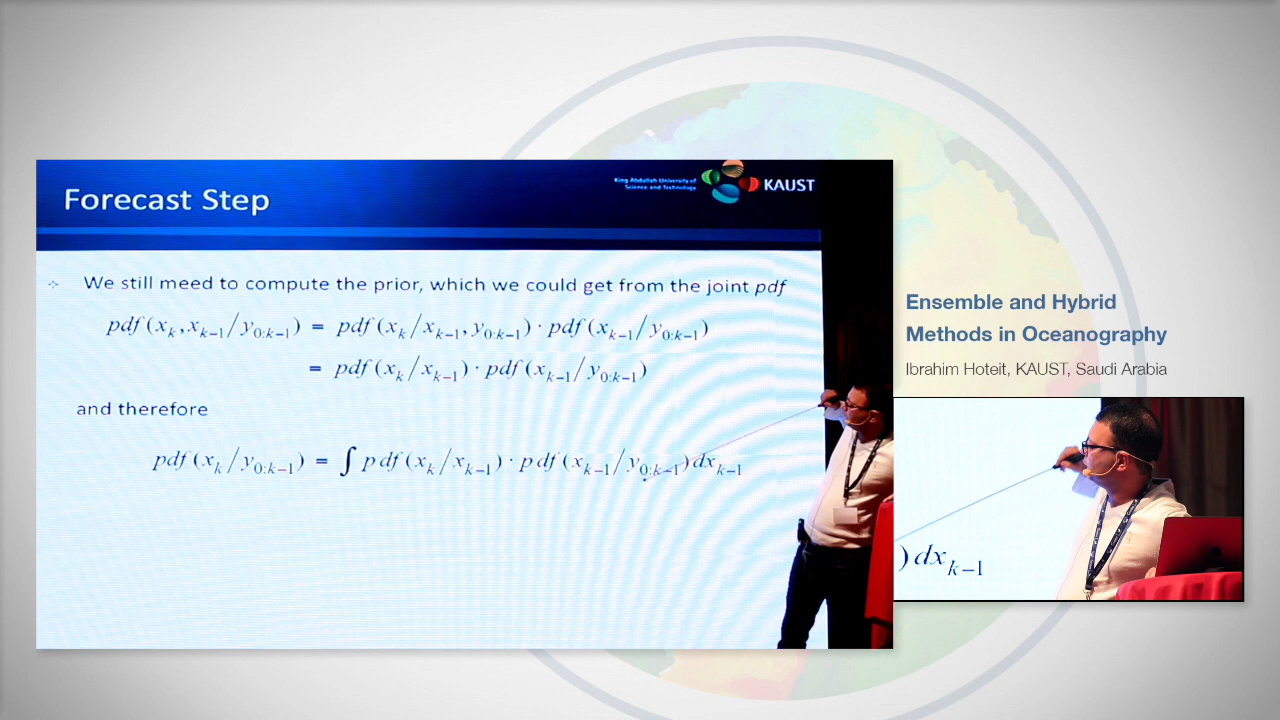 Forecast Step
King Abdullah University of
Science and Technology
KAUST
We still meed to compute the prior, which we could get from the joint pdf
pdf(x_k,x_{k−1}/y_{0:k−1}) = pdf(x_k/x_{k−1},y_{0:k−1})·pdf(x_{k−1}/y_{0:k−1})
= pdf(x_k/x_{k−1})·pdf(x_{k−1}/y_{0:k−1})
and therefore
pdf(x_k/y_{0:k−1}) = ∫pdf(x_k/x_{k−1})·pdf(x_{k−1}/y_{0:k−1})dx_{k−1}
Ensemble and Hybrid
Methods in Oceanography
Ibrahim Hoteit, KAUST, Saudi Arabia
)dx_{k−1}